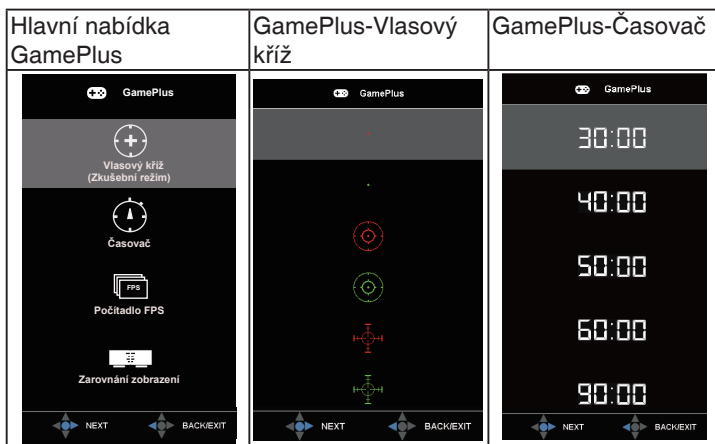 Hlavní nabídka
GamePlus
GamePlus-Vlasový
kříž
GamePlus-Časovač
GamePlus
Vlasový kříž
(Zkušební režim)
Časovač
FPS
Počítadlo FPS
Zarovnání zobrazení
NEXT
BACK/EXIT
GamePlus
NEXT
BACK/EXIT
GamePlus
30:00
40:00
50:00
60:00
90:00
NEXT
BACK/EXIT